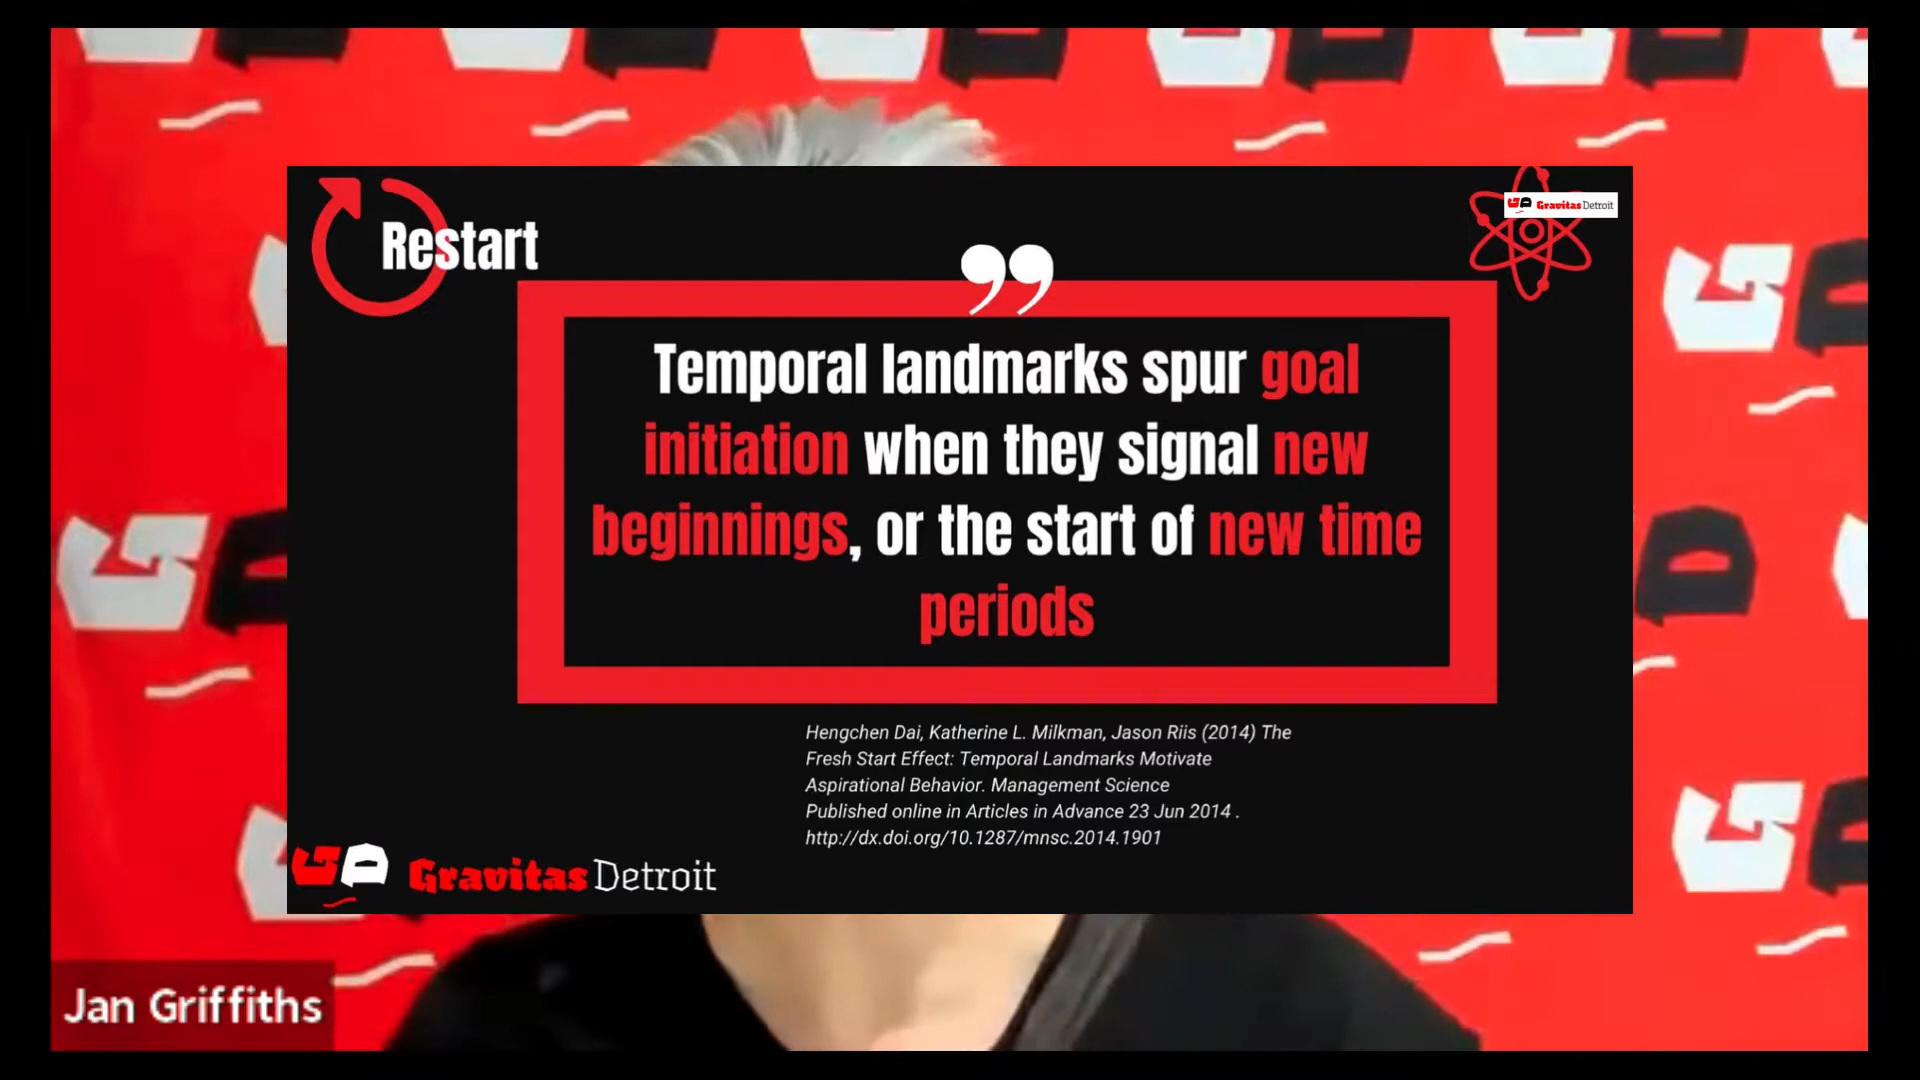 Restart
GD Gravitas Detroit
”
Temporal landmarks spur goal
initiation when they signal new
beginnings, or the start of new time
periods
Hengchen Dai, Katherine L. Milkman, Jason Riis (2014) The
Fresh Start Effect: Temporal Landmarks Motivate
Aspirational Behavior. Management Science
Published online in Articles in Advance 23 Jun 2014 .
http://dx.doi.org/10.1287/mnsc.2014.1901
GD Gravitas Detroit
Jan Griffiths